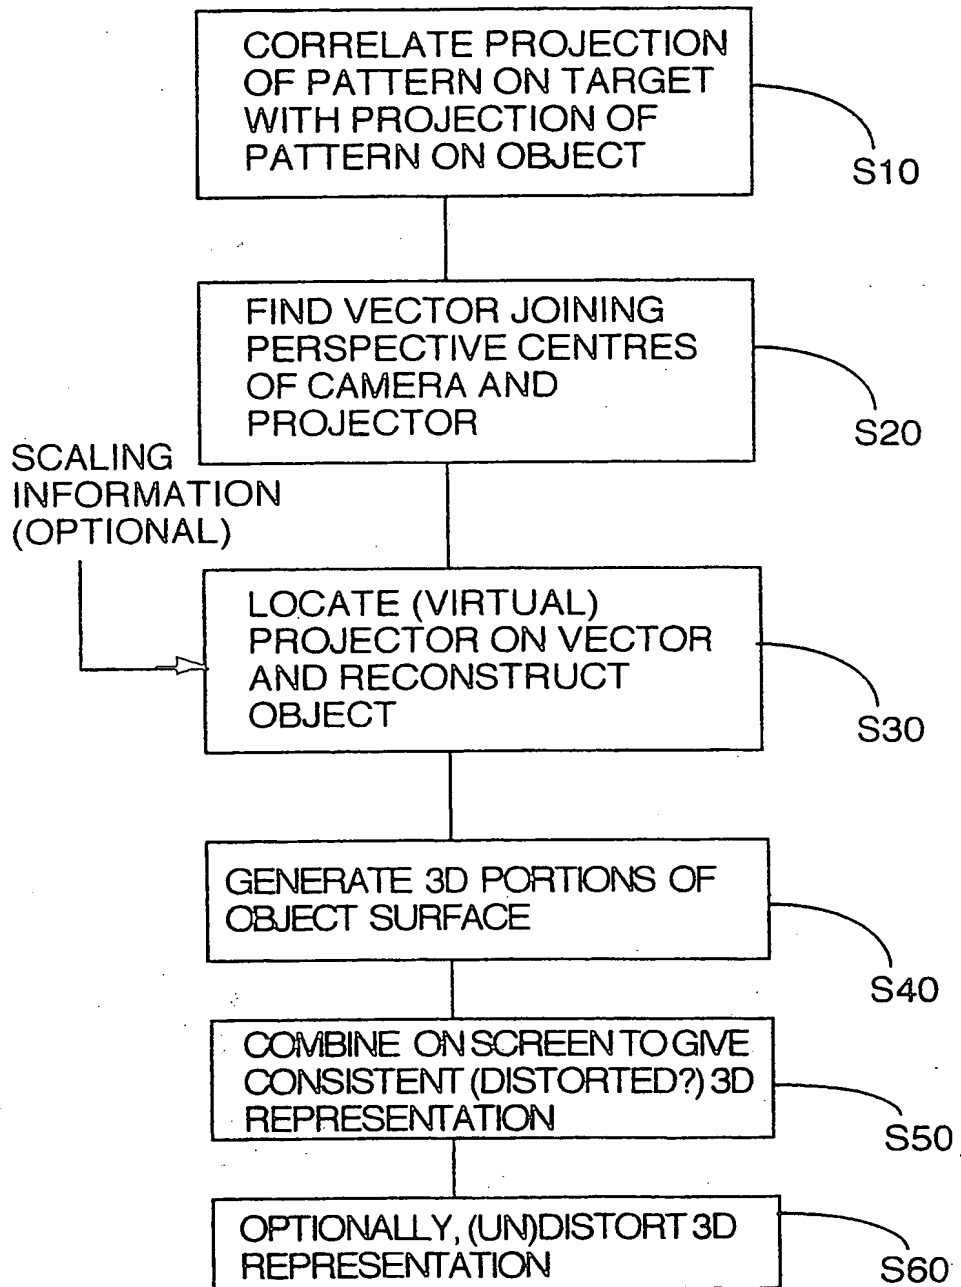 CORRELATE PROJECTION
OF PATTERN ON TARGET
WITH PROJECTION OF
PATTERN ON OBJECT
S10
FIND VECTOR JOINING
PERSPECTIVE CENTRES
OF CAMERA AND
PROJECTOR
S20
SCALING
INFORMATION
(OPTIONAL)
LOCATE (VIRTUAL)
PROJECTOR ON VECTOR
AND RECONSTRUCT
OBJECT
S30
GENERATE 3D PORTIONS OF
OBJECT SURFACE
S40
COMBINE ON SCREEN TO GIVE
CONSISTENT (DISTORTED?) 3D
REPRESENTATION
S50
OPTIONALLY, (UN)DISTORT 3D
REPRESENTATION
S60